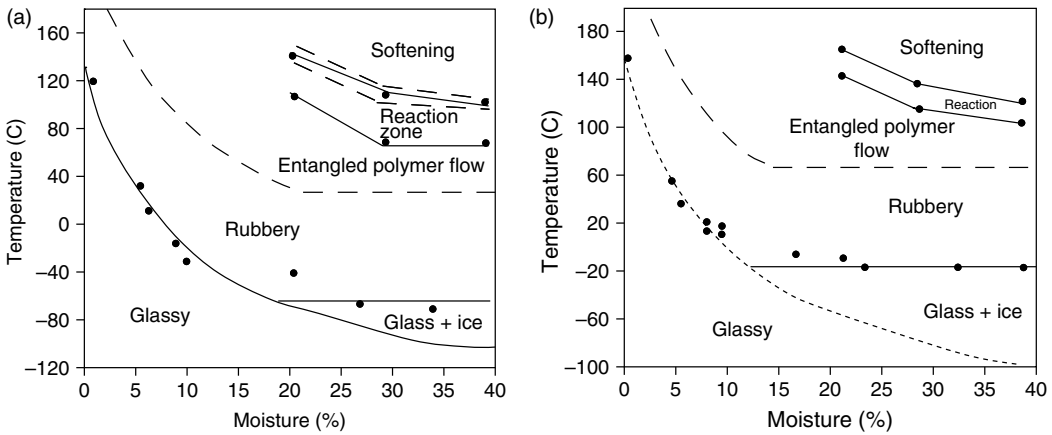 (a)
160
120
80
40
0
−40
−80
−120
Temperature (C)
Softening
Reaction
zone
Entangled polymer flow
Rubbery
Glassy
Glass + ice
0
5
10
15
20
25
30
35
40
Moisture (%)
(b)
180
140
100
60
20
−20
−60
−100
Temperature (C)
Softening
Reaction
Entangled polymer
flow
Rubbery
Glass + ice
Glassy
0
5
10
15
20
25
30
35
40
Moisture (%)